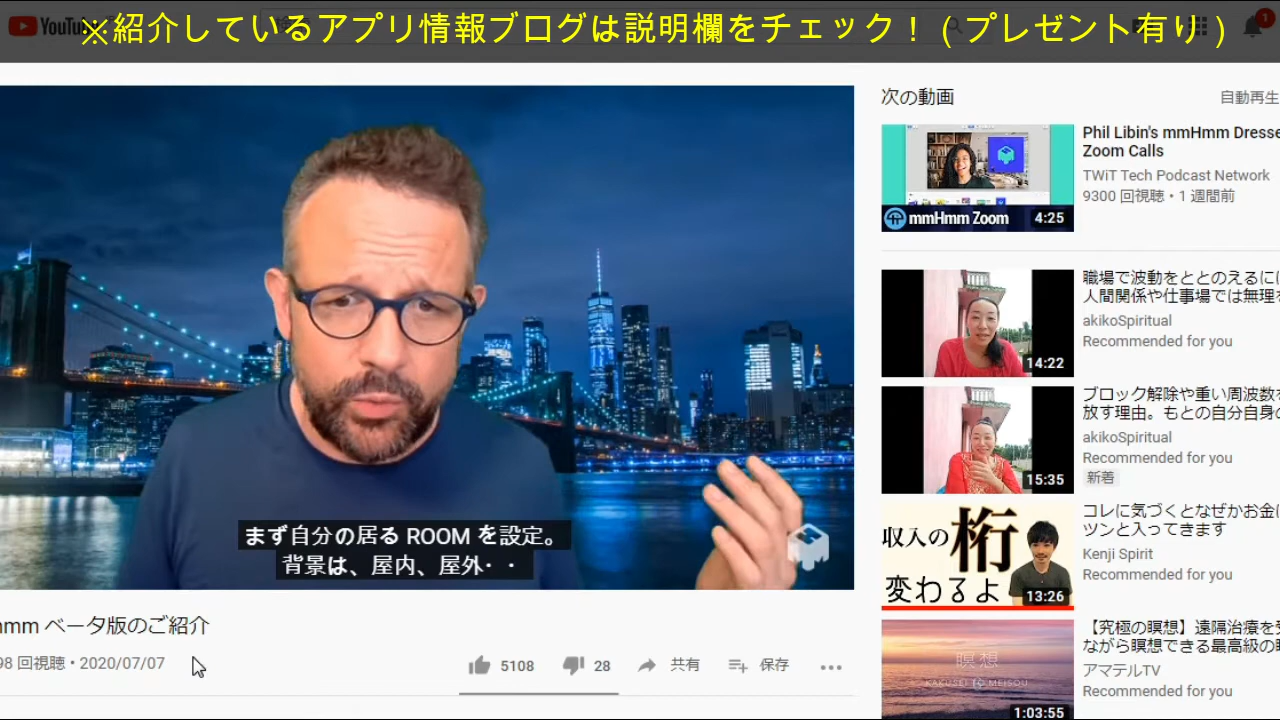 YouTube
※紹介しているアプリ情報ブログは説明欄をチェック！（プレゼント有り）
1
まず自分の居る ROOM を設定。
背景は、屋内、屋外・・
mm ベータ版のご紹介
98 回視聴・2020/07/07
5108
28
共有
保存
次の動画
自動再生
mmHmm Zoom
4:25
Phil Libin's mmHmm Dresse
Zoom Calls
TWiT Tech Podcast Network
9300 回視聴・1 週間前
14:22
職場で波動をととのえるに
人間関係や仕事場では無理
akikoSpiritual
Recommended for you
15:35
ブロック解除や重い周波数を
放す理由。もとの自分自身
akikoSpiritual
Recommended for you
新着
収入の桁
変わるよ
13:26
コレに気づくとなぜかお金
ツンと入ってきます
Kenji Spirit
Recommended for you
瞑想
KAKUSEI TO MEISOU
1:03:55
【究極の瞑想】遠隔治療を受
ながら瞑想できる最高級の
アマテルTV
Recommended for you